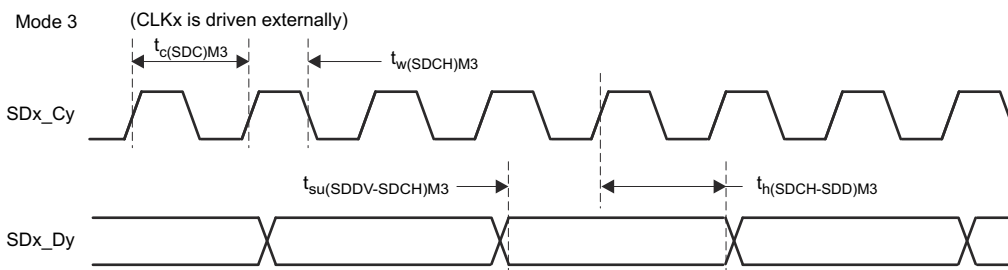 Mode 3 (CLKx is driven externally)
tc(SDC)M3
tw(SDCH)M3
SDx_Cy
tsu(SDDV-SDCH)M3
th(SDCH-SDD)M3
SDx_Dy